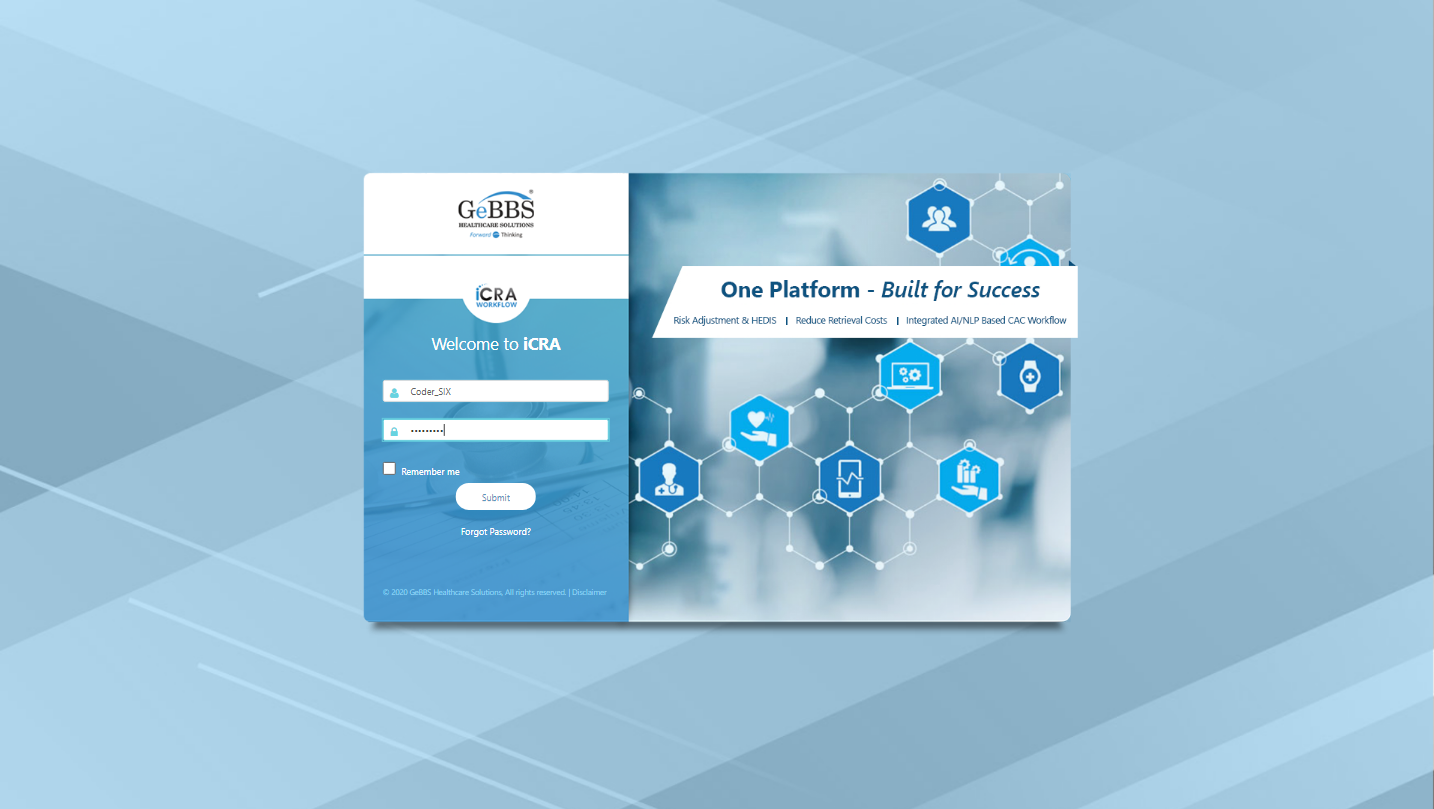 GeBBS®
HEALTHCARE SOLUTIONS
Forward Thinking
iCRA
WORKFLOW
Welcome to iCRA
Coder_SIX
•••••••••
Remember me
Submit
Forgot Password?
© 2020 GeBBS Healthcare Solutions, All rights reserved. | Disclaimer
One Platform - Built for Success
Risk Adjustment & HEDIS | Reduce Retrieval Costs | Integrated AI/NLP Based CAC Workflow